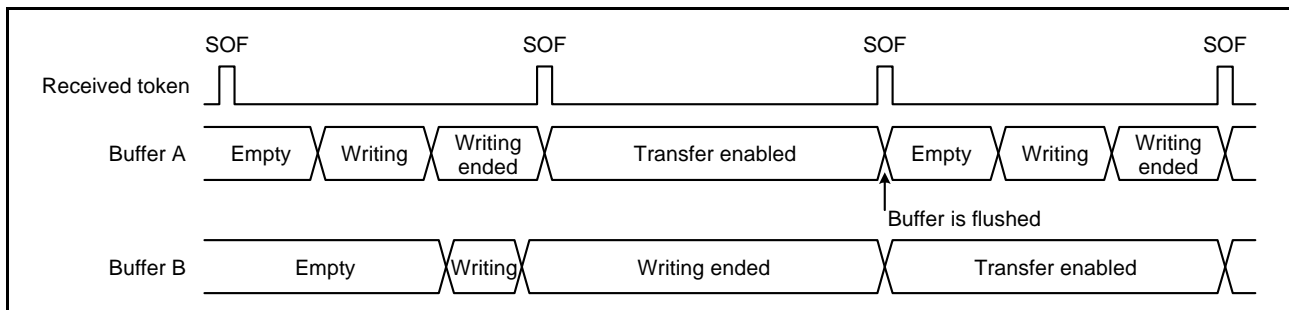 SOF SOF SOF SOF
Received token
Buffer A Empty Writing Writing ended Transfer enabled Empty Writing Writing ended
Buffer is flushed
Buffer B Empty Writing Writing ended Transfer enabled